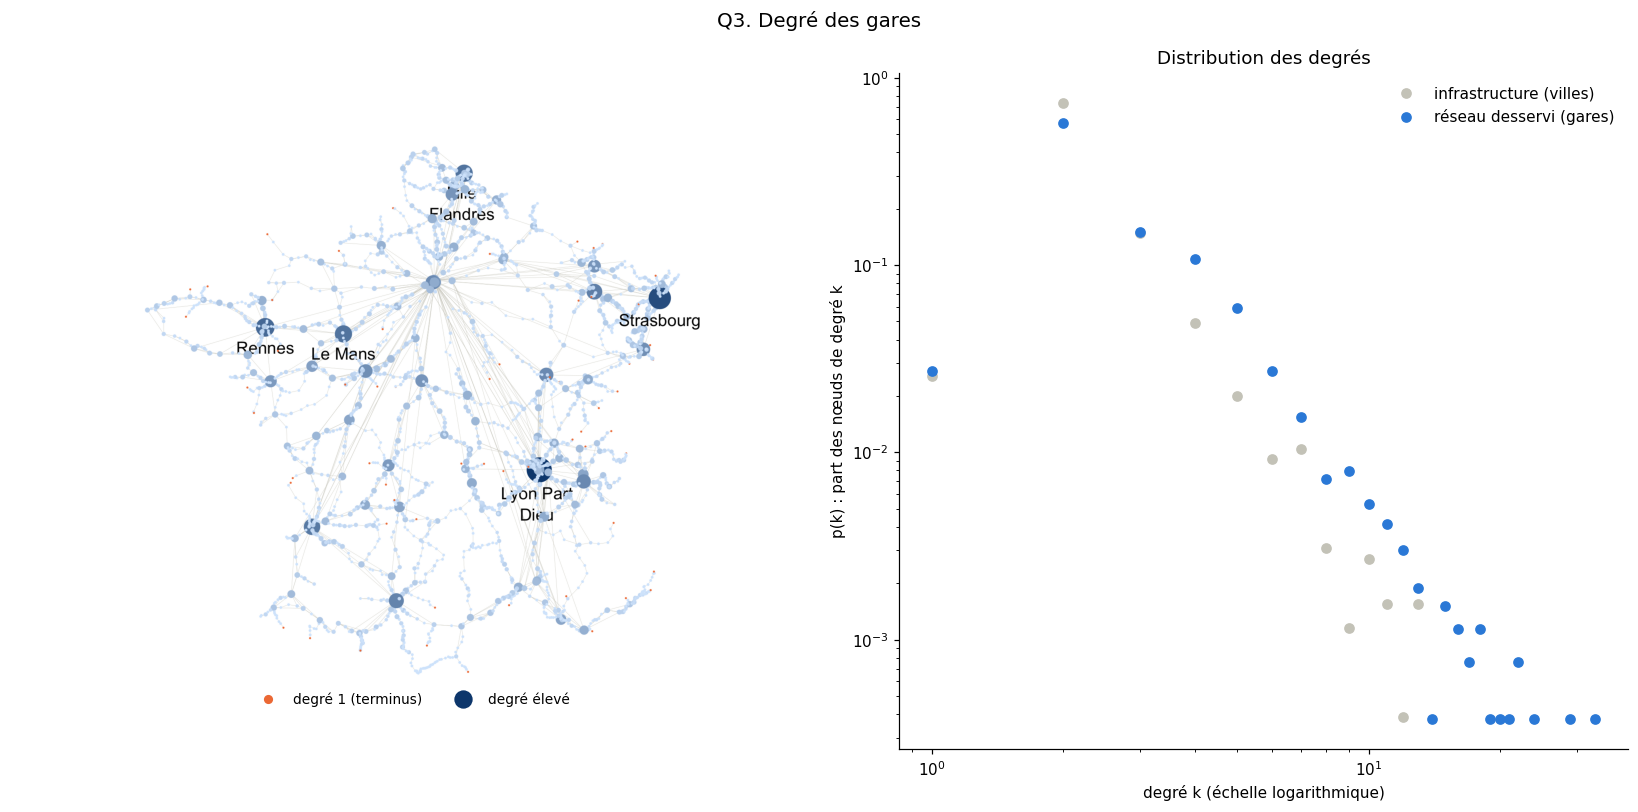 Q3. Degré des gares
Flandres
Strasbourg
Rennes
Le Mans
Lyon Part
Dieu
degré 1 (terminus)
degré élevé
Distribution des degrés
infrastructure (villes)
réseau desservi (gares)
p(k) : part des nœuds de degré k
10⁰
10⁻¹
10⁻²
10⁻³
10⁰
10¹
degré k (échelle logarithmique)